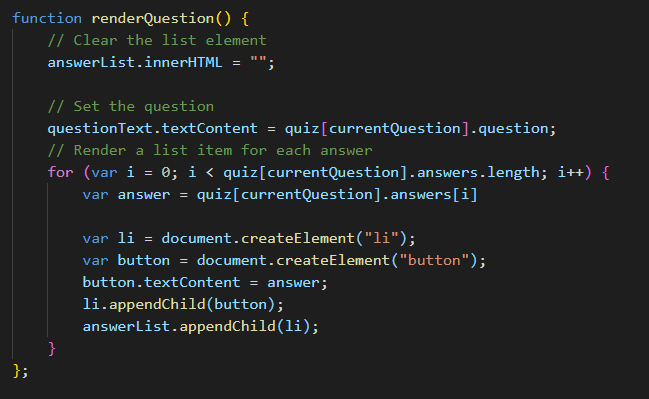 function renderQuestion() {
    // Clear the list element
    answerList.innerHTML = "";

    // Set the question
    questionText.textContent = quiz[currentQuestion].question;
    // Render a list item for each answer
    for (var i = 0; i < quiz[currentQuestion].answers.length; i++) {
        var answer = quiz[currentQuestion].answers[i]

        var li = document.createElement("li");
        var button = document.createElement("button");
        button.textContent = answer;
        li.appendChild(button);
        answerList.appendChild(li);
    }
};